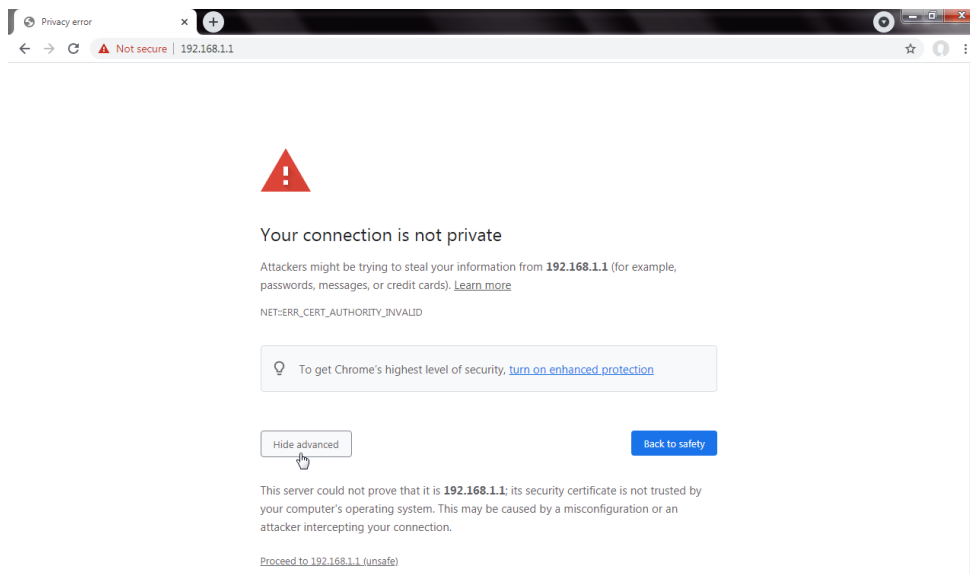 Privacy error
Not secure
192.168.1.1
Your connection is not private
Attackers might be trying to steal your information from 192.168.1.1 (for example,
passwords, messages, or credit cards). Learn more
NET::ERR_CERT_AUTHORITY_INVALID
To get Chrome's highest level of security, turn on enhanced protection
Hide advanced
Back to safety
This server could not prove that it is 192.168.1.1; its security certificate is not trusted by
your computer's operating system. This may be caused by a misconfiguration or an
attacker intercepting your connection.
Proceed to 192.168.1.1 (unsafe)